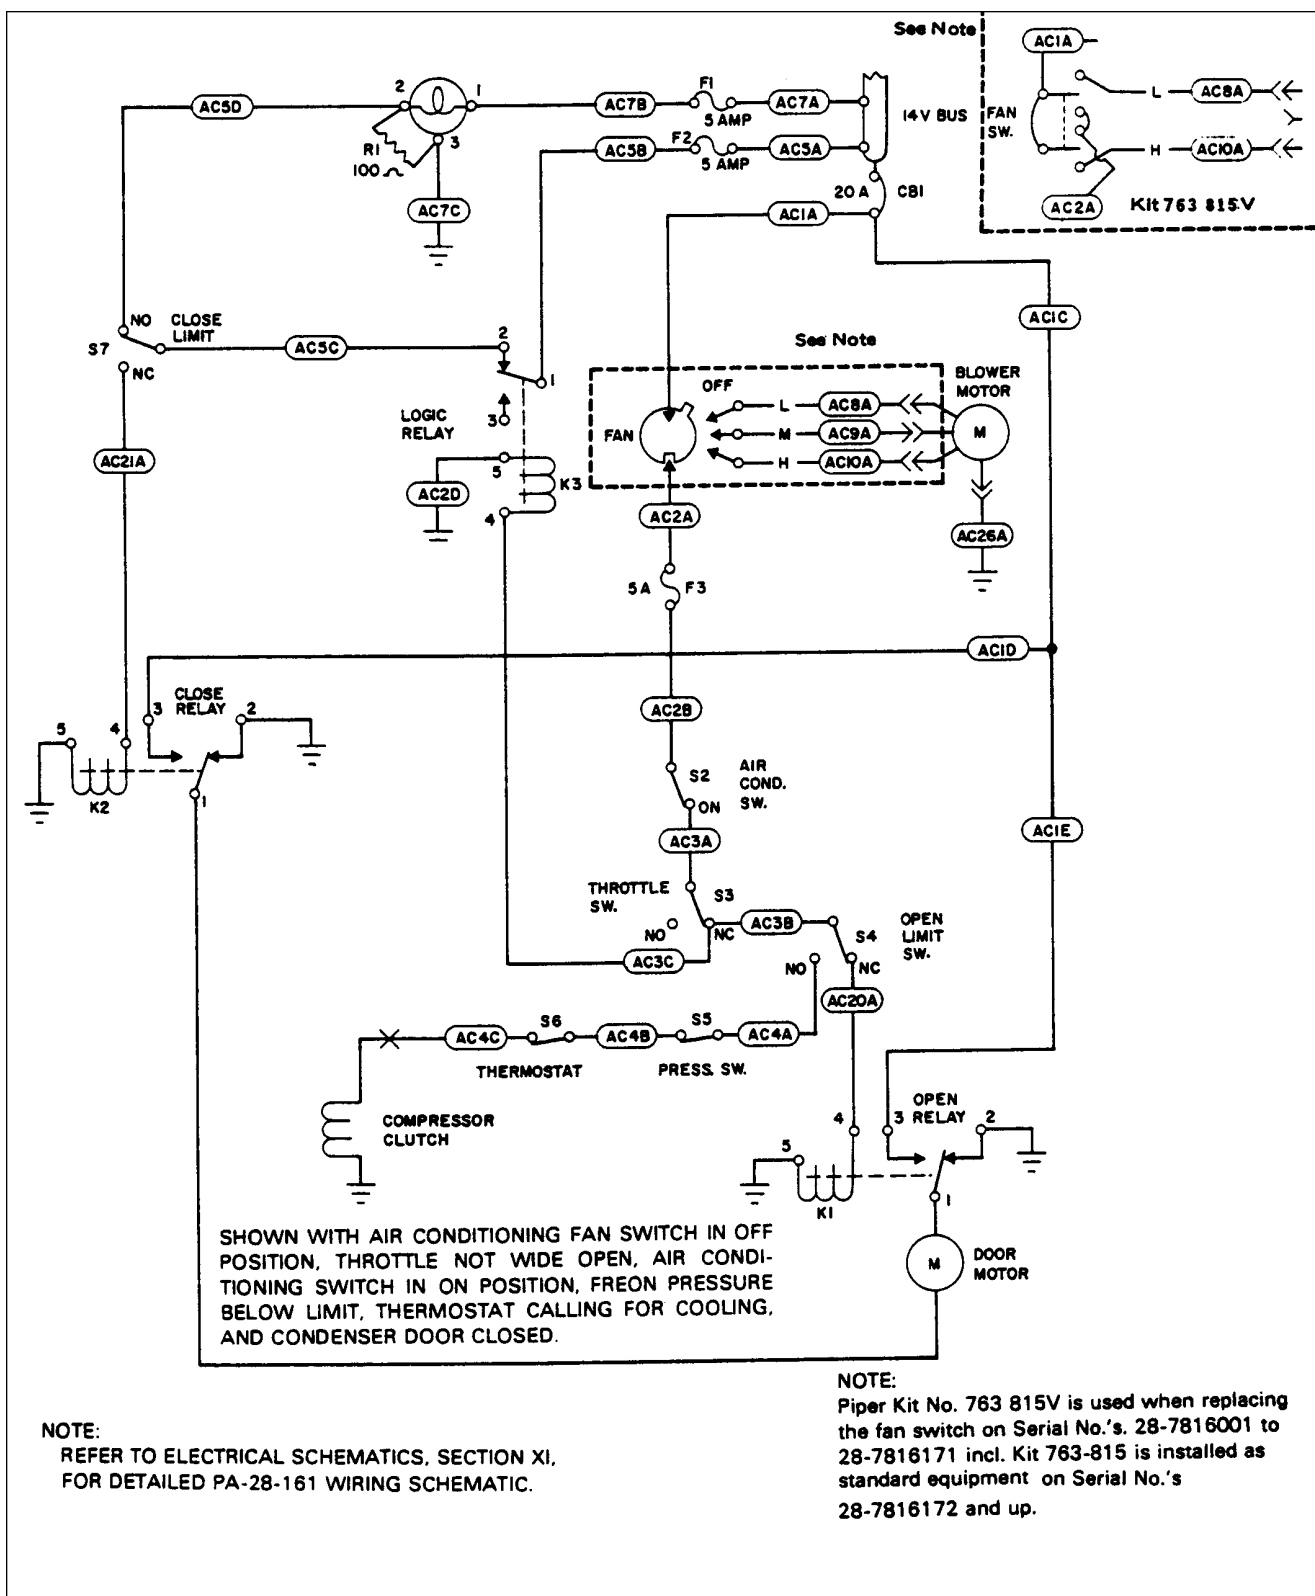 See Note
AC1A
AC5D
2
1
AC7B
F1
5 AMP
AC7A
14V BUS
FAN
SW.
L
AC8A
H
AC10A
AC2A
Kit 763 815V
R1
100
3
AC7C
AC5B
F2
5 AMP
AC5A
20 A
CB1
AC1A
NO
CLOSE
LIMIT
S7
NC
AC5C
2
1
3
LOGIC
RELAY
5
4
K3
AC2D
AC21A
AC1C
See Note
OFF
FAN
L
AC8A
M
AC9A
H
AC10A
BLOWER
MOTOR
M
AC26A
AC2A
5 A
F3
AC1D
AC2B
CLOSE
RELAY
3
2
5
4
K2
1
S2
ON
AIR
COND.
SW.
AC3A
AC1E
THROTTLE
SW.
S3
NO
NC
AC3B
AC3C
S4
OPEN
LIMIT
SW.
NO
NC
AC20A
AC4C
S6
AC4B
S5
AC4A
THERMOSTAT
PRESS. SW.
COMPRESSOR
CLUTCH
OPEN
RELAY
4
3
2
5
K1
1
M
DOOR
MOTOR
SHOWN WITH AIR CONDITIONING FAN SWITCH IN OFF
POSITION, THROTTLE NOT WIDE OPEN, AIR CONDI-
TIONING SWITCH IN ON POSITION, FREON PRESSURE
BELOW LIMIT, THERMOSTAT CALLING FOR COOLING,
AND CONDENSER DOOR CLOSED.
NOTE:
REFER TO ELECTRICAL SCHEMATICS, SECTION XI,
FOR DETAILED PA-28-161 WIRING SCHEMATIC.
NOTE:
Piper Kit No. 763 815V is used when replacing
the fan switch on Serial No.'s. 28-7816001 to
28-7816171 incl. Kit 763-815 is installed as
standard equipment on Serial No.'s
28-7816172 and up.